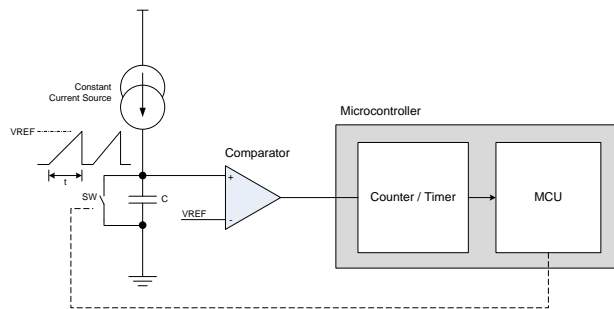 Constant
Current Source
VREF
t
SW
C
VREF
+
-
Comparator
Microcontroller
Counter / Timer
MCU